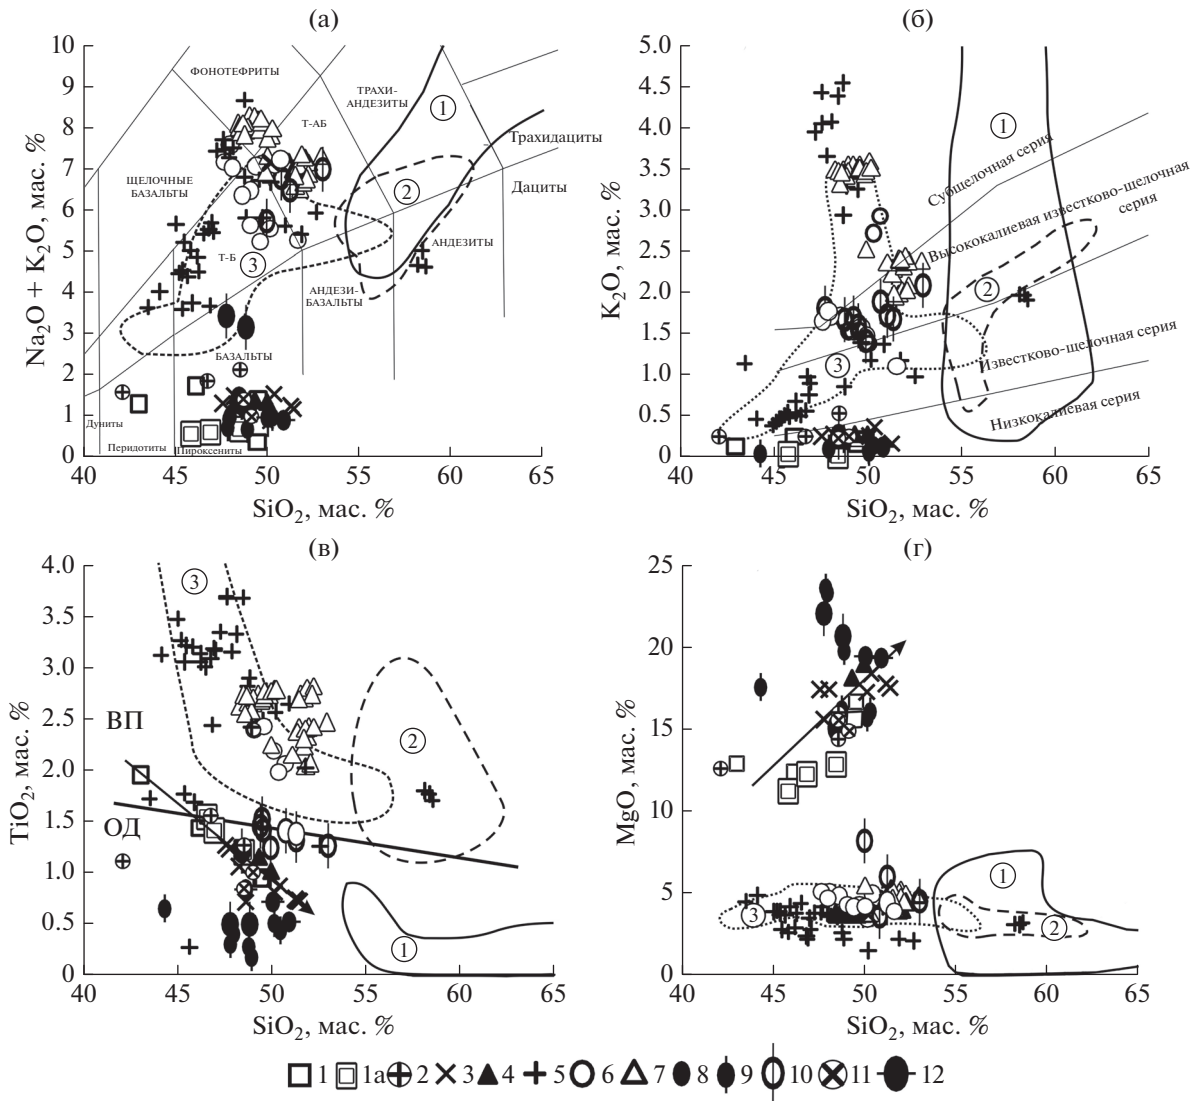 (а)
10
9
8
7
6
5
4
3
2
1
0
Na₂O + K₂O, мас. %
40
45
50
55
60
65
SiO₂, мас. %
ФОНОТЕФРИТЫ
ТРАХИ-
АНДЕЗИТЫ
Т-АБ
1
Трахидациты
ЩЕЛОЧНЫЕ
БАЗАЛЬТЫ
2
Дациты
Т-Б
3
АНДЕЗИТЫ
АНДЕЗИ-
БАЗАЛЬТЫ
БАЗАЛЬТЫ
Дуниты
Перидотиты
Пироксениты
(б)
5.0
4.0
3.5
3.0
2.5
2.0
1.5
1.0
0.5
0
K₂O, мас. %
40
45
50
55
60
65
SiO₂, мас. %
1
Субщелочная серия
Высококалиевая известково-щелочная
серия
2
3
Известково-щелочная серия
Низкокалиевая серия
(в)
4.0
3.5
3.0
2.5
2.0
1.5
1.0
0.5
0
TiO₂, мас. %
40
45
50
55
60
65
SiO₂, мас. %
3
ВП
2
ОД
1
(г)
25
20
15
10
5
0
MgO, мас. %
40
45
50
55
60
65
SiO₂, мас. %
1
3
2
1 1а 2 3 4 5 6 7 8 9 10 11 12